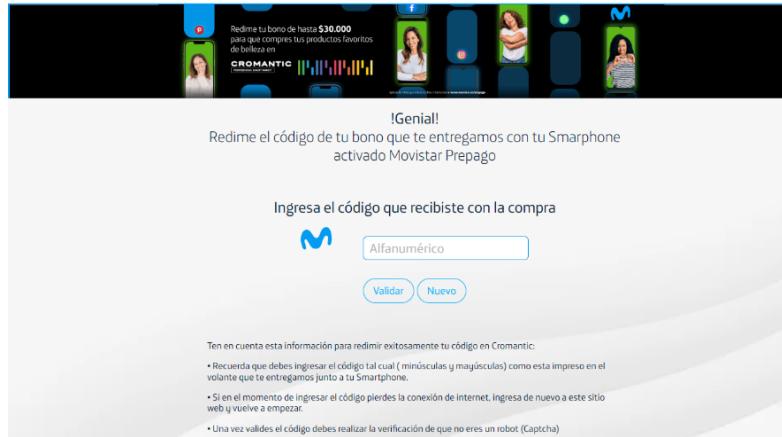 Redime tu bono de hasta $30.000
para que compres tus productos favoritos
de belleza en
CROMANTIC
!Genial!
Redime el código de tu bono que te entregamos con tu Smarphone
activado Movistar Prepago
Ingresa el código que recibiste con la compra
Alfanumérico
Validar
Nuevo
Ten en cuenta esta información para redimir exitosamente tu código en Cromantic:
• Recuerda que debes ingresar el código tal cual ( minúsculas y mayúsculas) como esta impreso en el
volante que te entregamos junto a tu Smartphone.
• Si en el momento de ingresar el código pierdes la conexión de internet, ingresa de nuevo a este sitio
web y vuelve a empezar.
• Una vez valides el código debes realizar la verificación de que no eres un robot (Captcha)